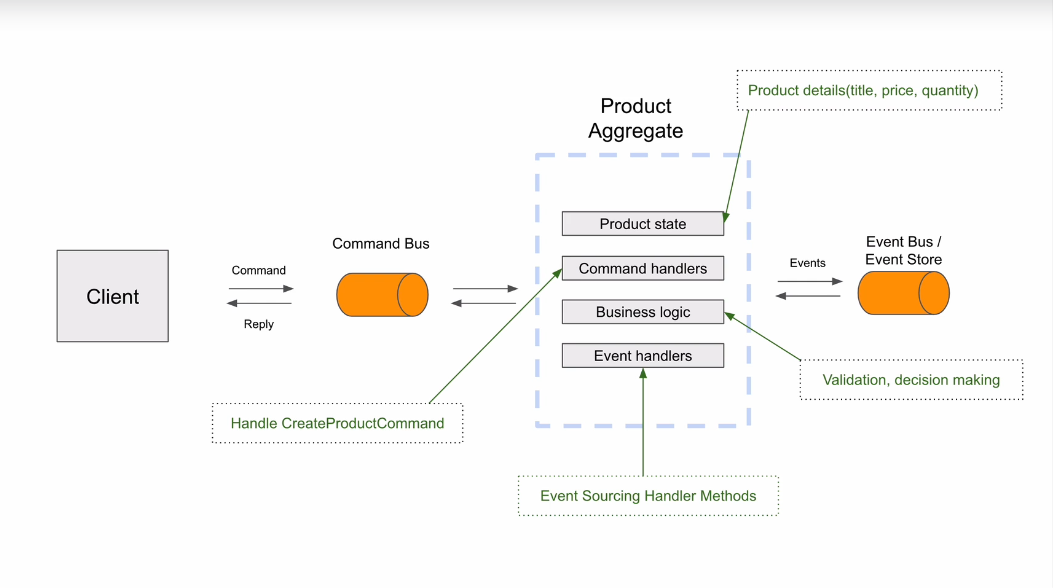 Product details(title, price, quantity)
Product
Aggregate
Product state
Command Bus
Event Bus /
Event Store
Command
Command handlers
Events
Client
Business logic
Reply
Event handlers
Validation, decision making
Handle CreateProductCommand
Event Sourcing Handler Methods